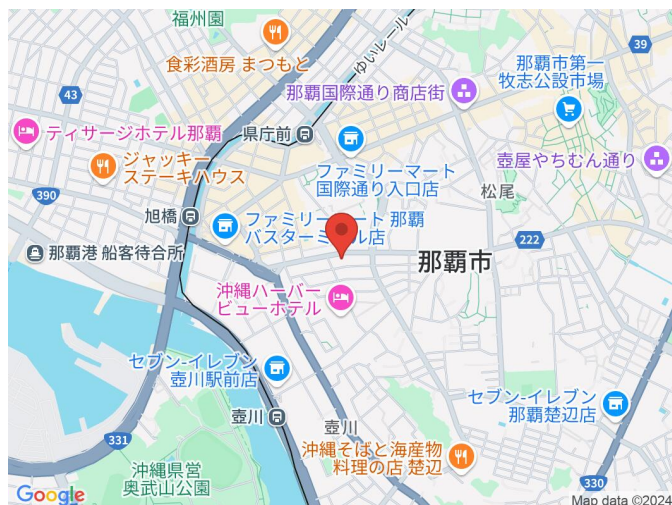 福州園
食彩酒房 まつもと
ゆいレール
39
那覇国際通り商店街
那覇市第一
牧志公設市場
43
県庁前
ティサージホテル那覇
ジャッキー
ステーキハウス
ファミリーマート
国際通り入口店
壺屋やちむん通り
松尾
390
旭橋
ファミリーマート 那覇
バスターミナル店
222
那覇港 船客待合所
那覇市
沖縄ハーバー
ビューホテル
セブン-イレブン
壺川駅前店
セブン-イレブン
那覇楚辺店
壺川
壺川
331
沖縄そばと海産物
料理の店 楚辺
沖縄県営
奥武山公園
330
Google
Map data ©2024